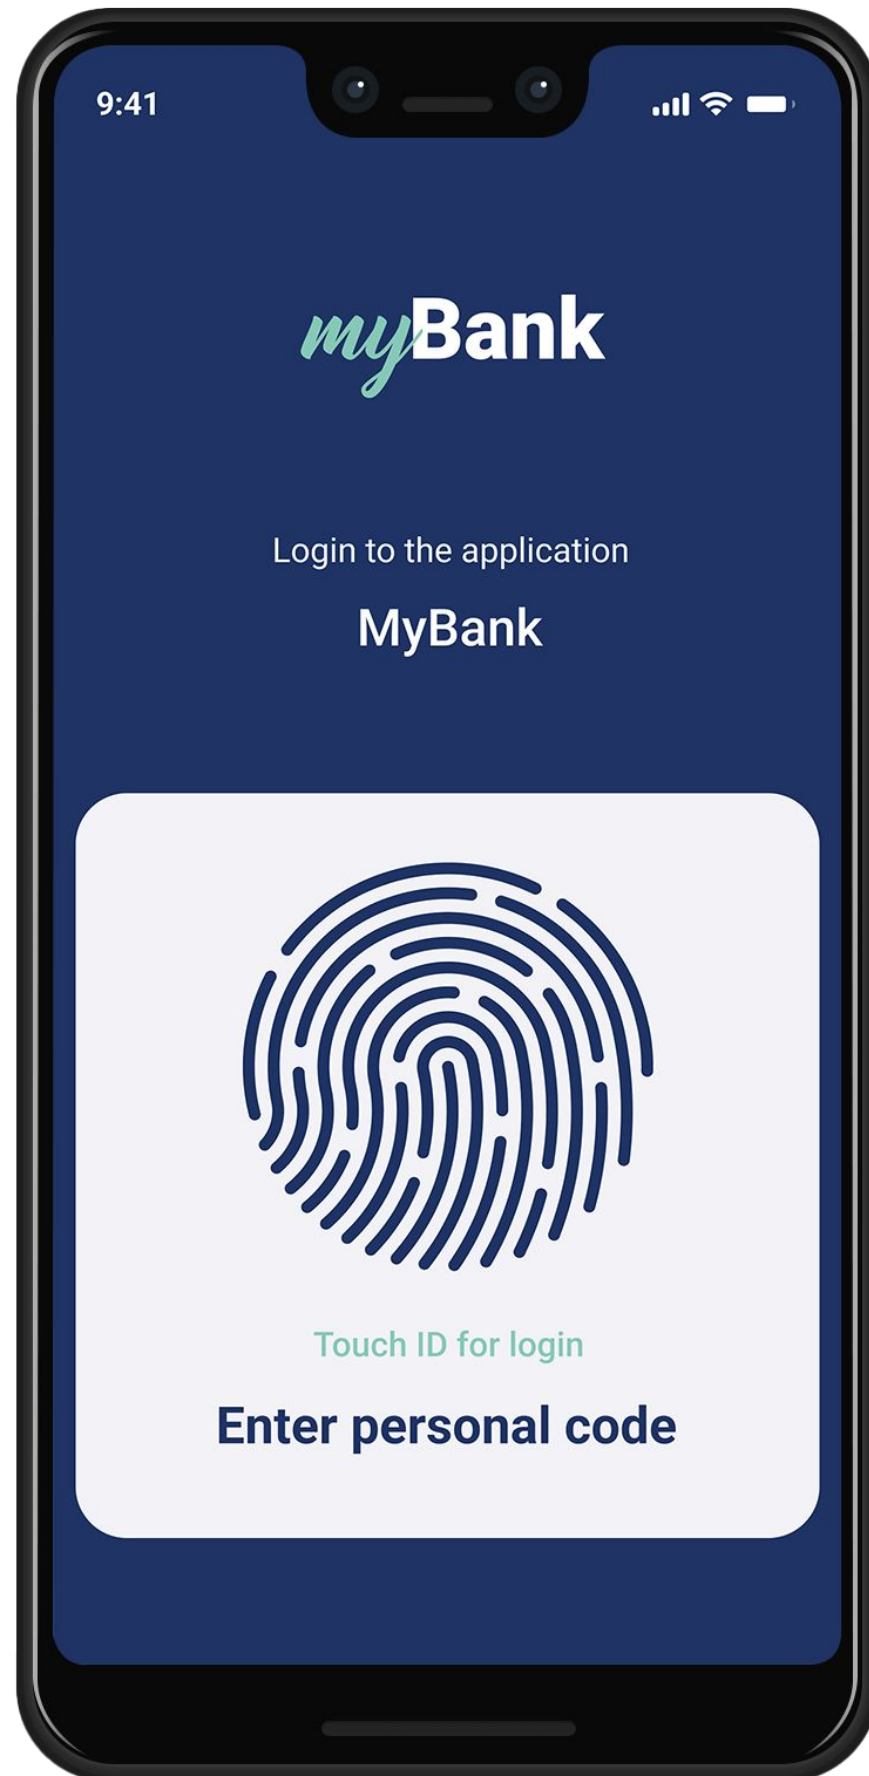 9:41
myBank
Login to the application
MyBank
Touch ID for login
Enter personal code